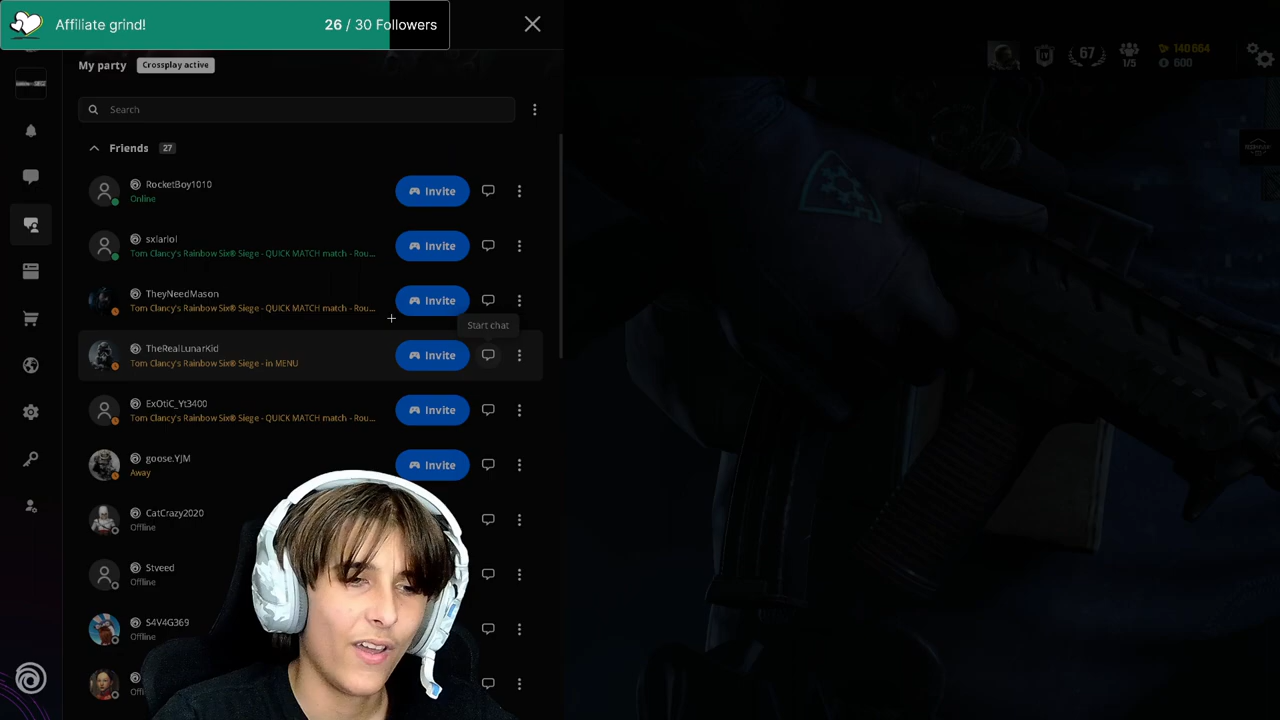 Affiliate grind! 26 / 30 Followers
My party Crossplay active
67 1/5 140 664
600
Search
Friends 27
RocketBoy1010
Online
Invite
sxlarlol
Tom Clancy's Rainbow Six® Siege - QUICK MATCH match - Rou...
Invite
TheyNeedMason
Tom Clancy's Rainbow Six® Siege - QUICK MATCH match - Rou...
Invite
Start chat
TheRealLunarKid
Tom Clancy's Rainbow Six® Siege - in MENU
Invite
ExOtiC_Yt3400
Tom Clancy's Rainbow Six® Siege - QUICK MATCH match - Rou...
Invite
goose.YJM
Away
Invite
CatCrazy2020
Offline
Stveed
Offline
S4V4G369
Offline